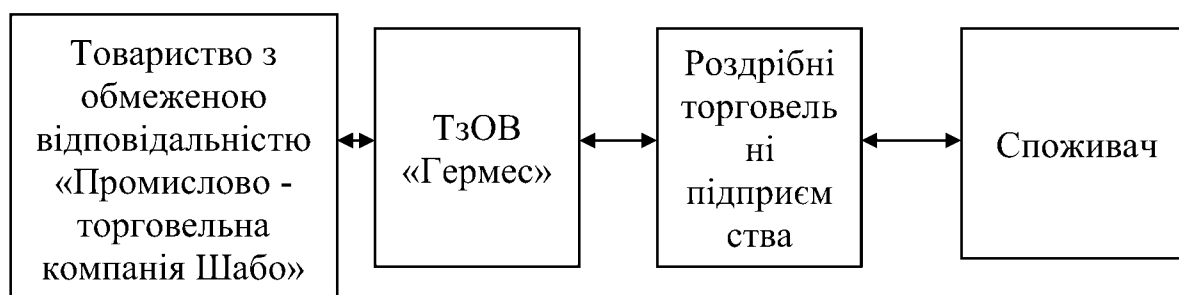 Товариство з
обмеженою
відповідальністю
«Промислово -
торговельна
компанія Шабо»
ТзОВ
«Гермес»
Роздрібні
торговель
ні
підприєм
ства
Споживач